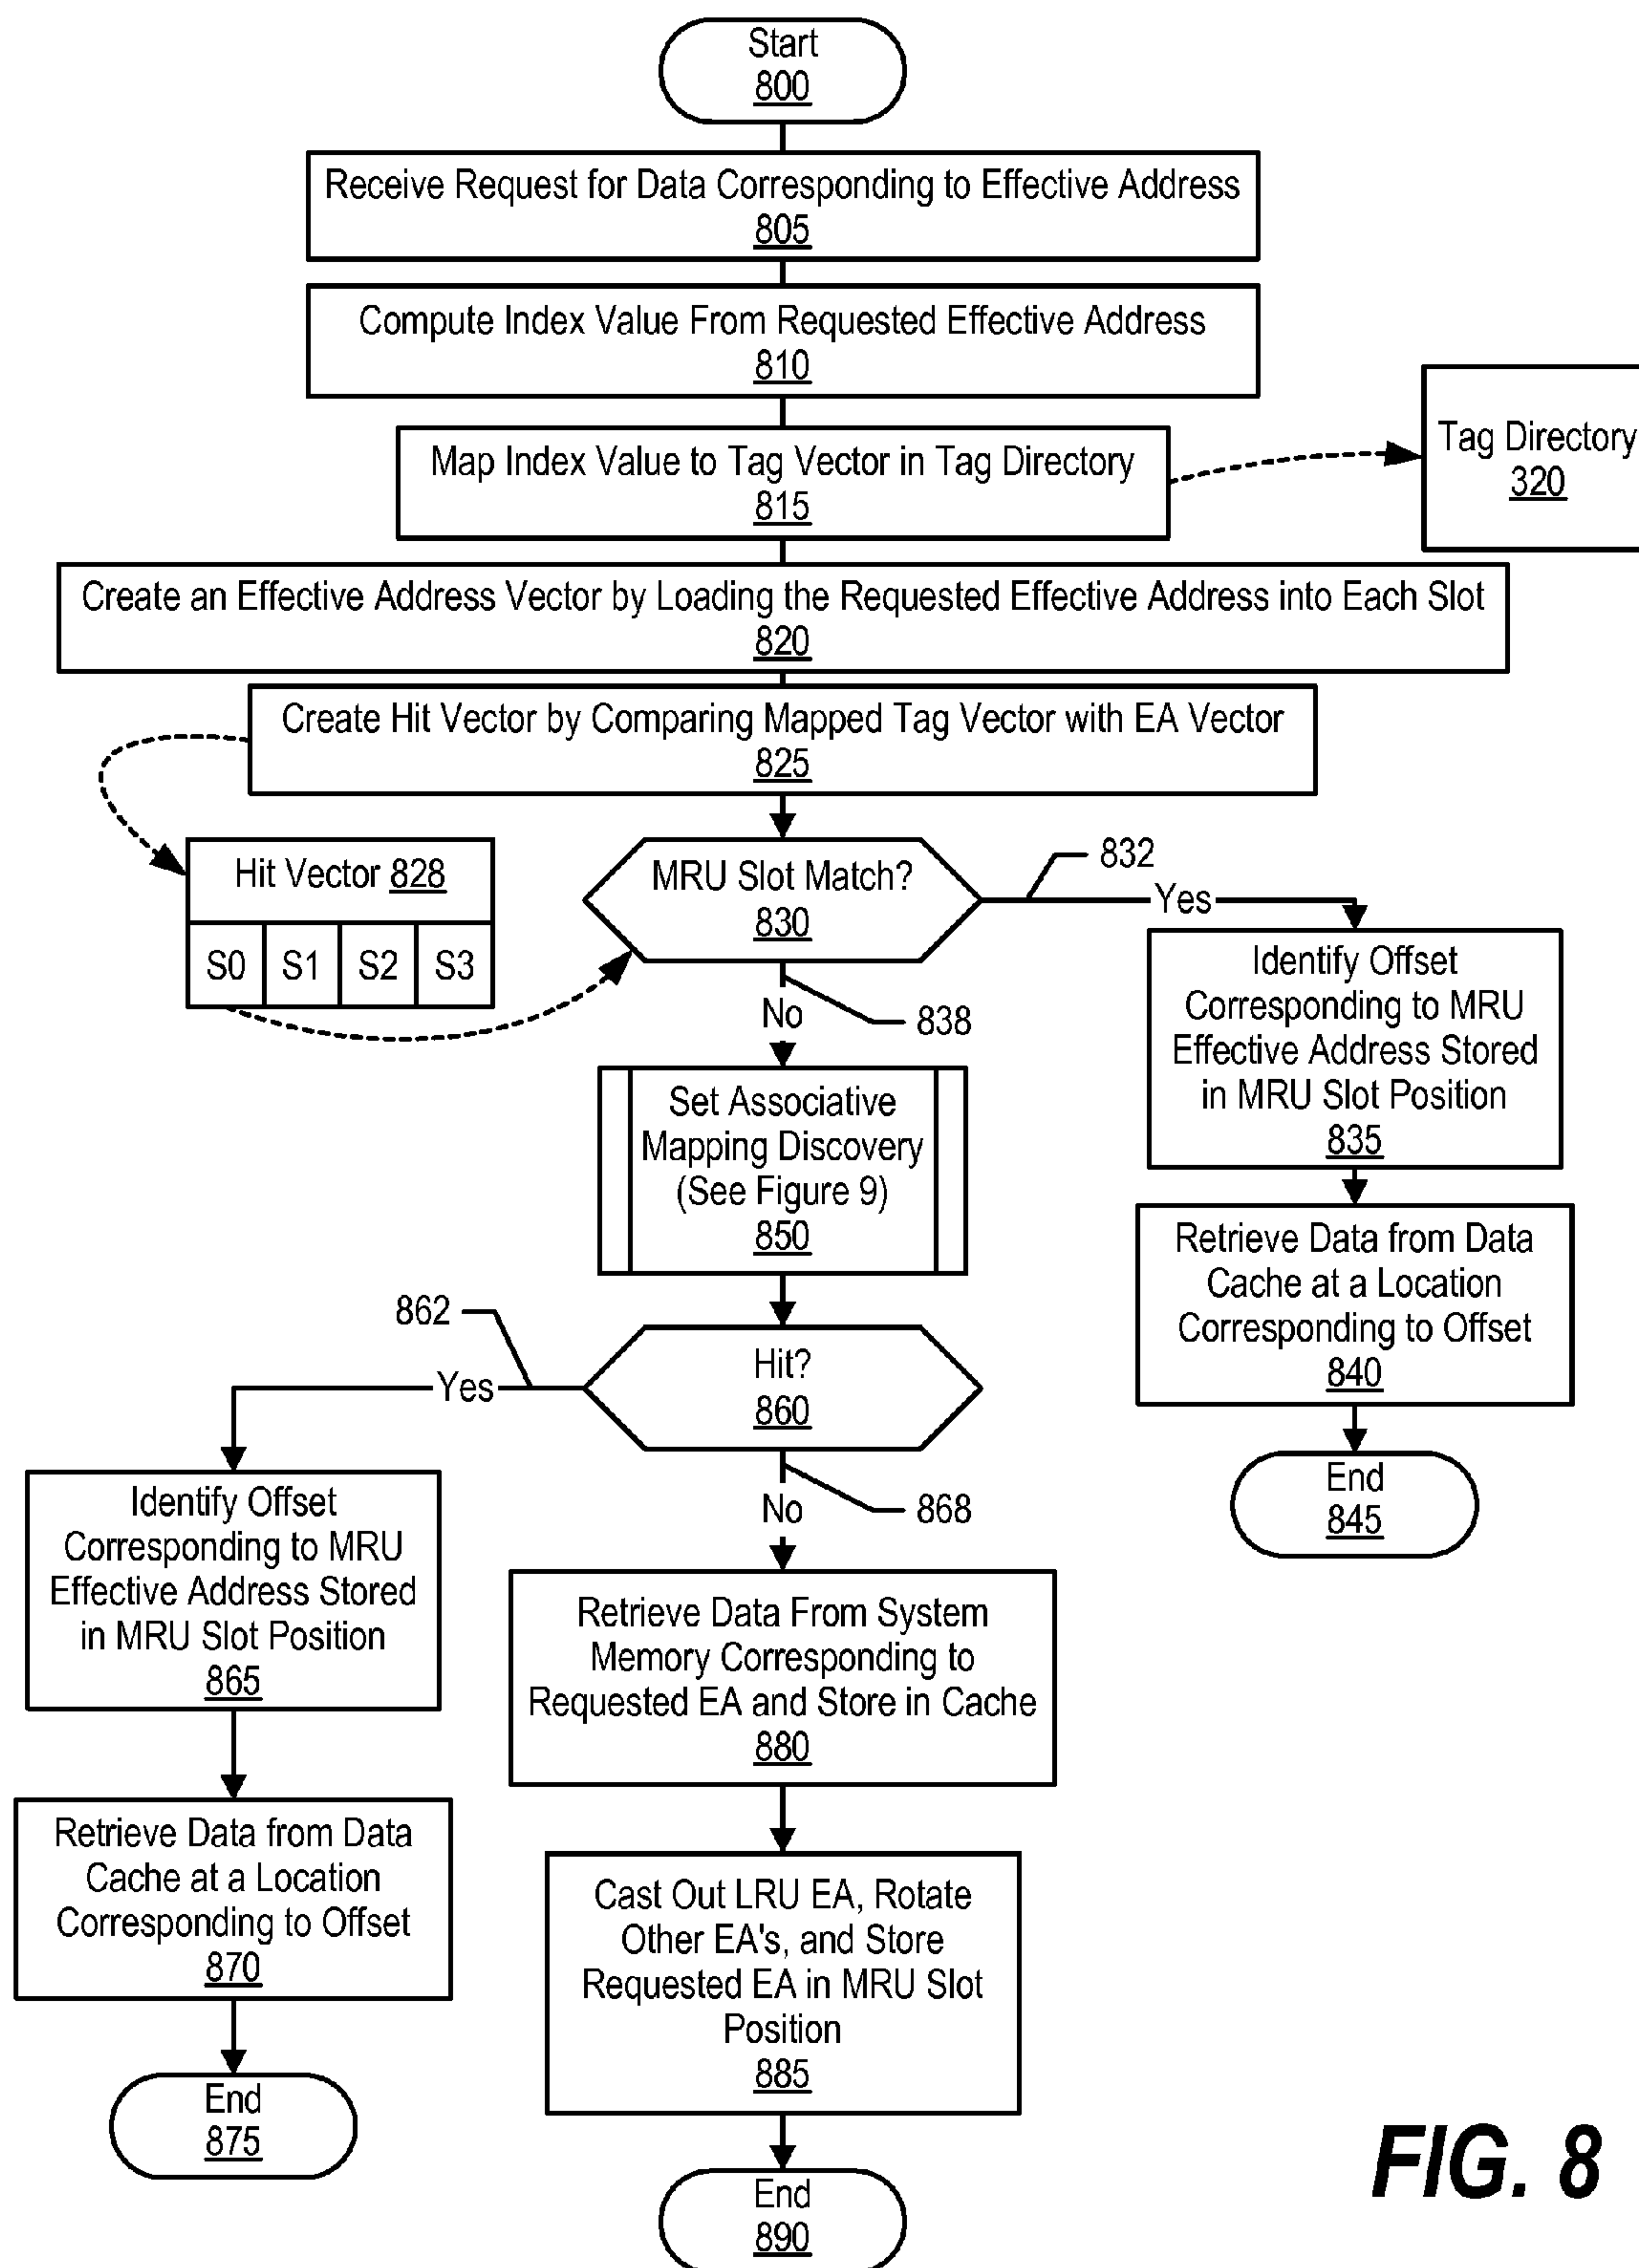 Start
800
Receive Request for Data Corresponding to Effective Address
805
Compute Index Value From Requested Effective Address
810
Map Index Value to Tag Vector in Tag Directory
815
Tag Directory
320
Create an Effective Address Vector by Loading the Requested Effective Address into Each Slot
820
Create Hit Vector by Comparing Mapped Tag Vector with EA Vector
825
Hit Vector 828
S0 S1 S2 S3
MRU Slot Match?
830
832
Yes
No
838
Identify Offset
Corresponding to MRU
Effective Address Stored
in MRU Slot Position
835
Retrieve Data from Data
Cache at a Location
Corresponding to Offset
840
End
845
Set Associative
Mapping Discovery
(See Figure 9)
850
Hit?
860
862
Yes
No
868
Identify Offset
Corresponding to MRU
Effective Address Stored
in MRU Slot Position
865
Retrieve Data from Data
Cache at a Location
Corresponding to Offset
870
End
875
Retrieve Data From System
Memory Corresponding to
Requested EA and Store in Cache
880
Cast Out LRU EA, Rotate
Other EA's, and Store
Requested EA in MRU Slot
Position
885
End
890
FIG. 8